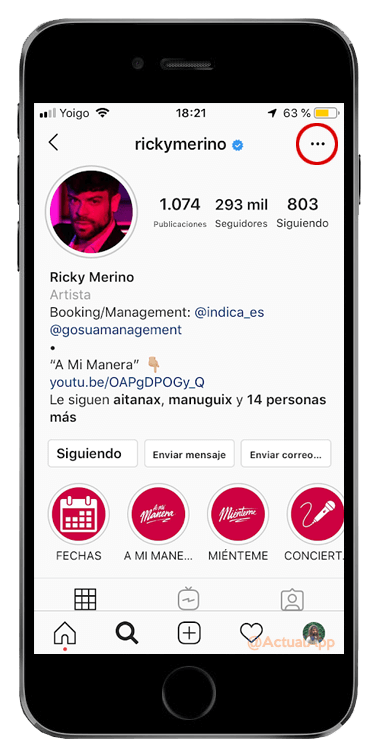 Yoigo 18:21 63 %
rickymerino
1.074 293 mil 803
Publicaciones Seguidores Siguiendo
Ricky Merino
Artista
Booking/Management: @indica_es
@gosuamanagement
•
“A Mi Manera” 👇🏼
youtu.be/OAPgDPOGy_Q
Le siguen aitanax, manuguix y 14 personas
más
Siguiendo Enviar mensaje Enviar correo...
A mi
Manera Miénteme
FECHAS A MI MANE... MIÉNTEME CONCIERT.
@ActualApp